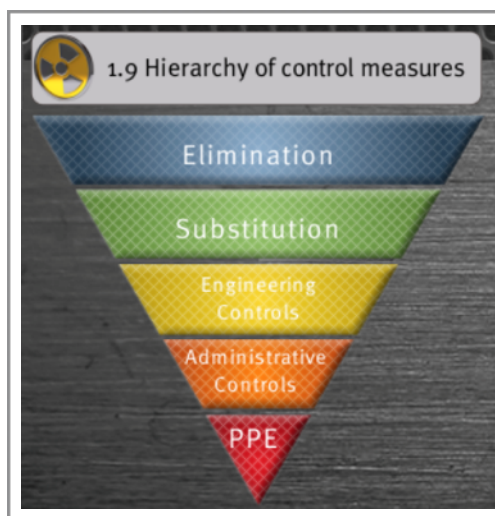 1.9 Hierarchy of control measures
Elimination
Substitution
Engineering
Controls
Administrative
Controls
PPE